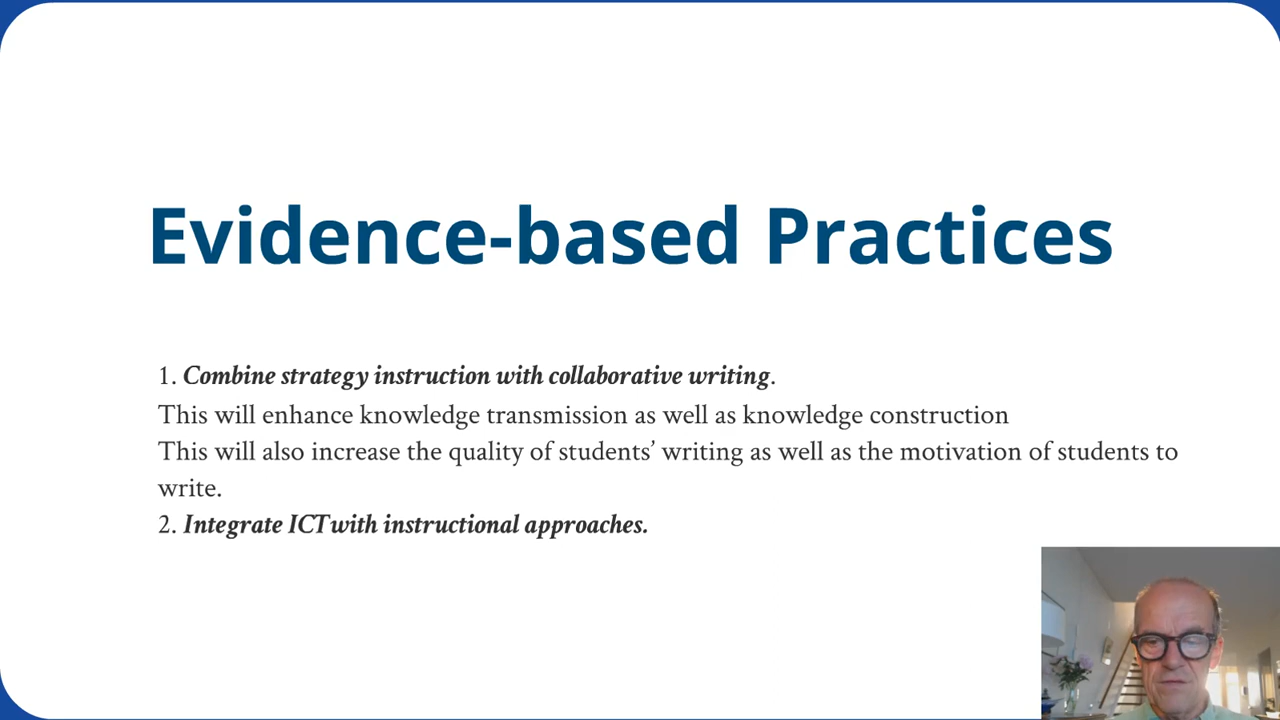 Evidence-based Practices
1. Combine strategy instruction with collaborative writing.
This will enhance knowledge transmission as well as knowledge construction
This will also increase the quality of students’ writing as well as the motivation of students to
write.
2. Integrate ICT with instructional approaches.